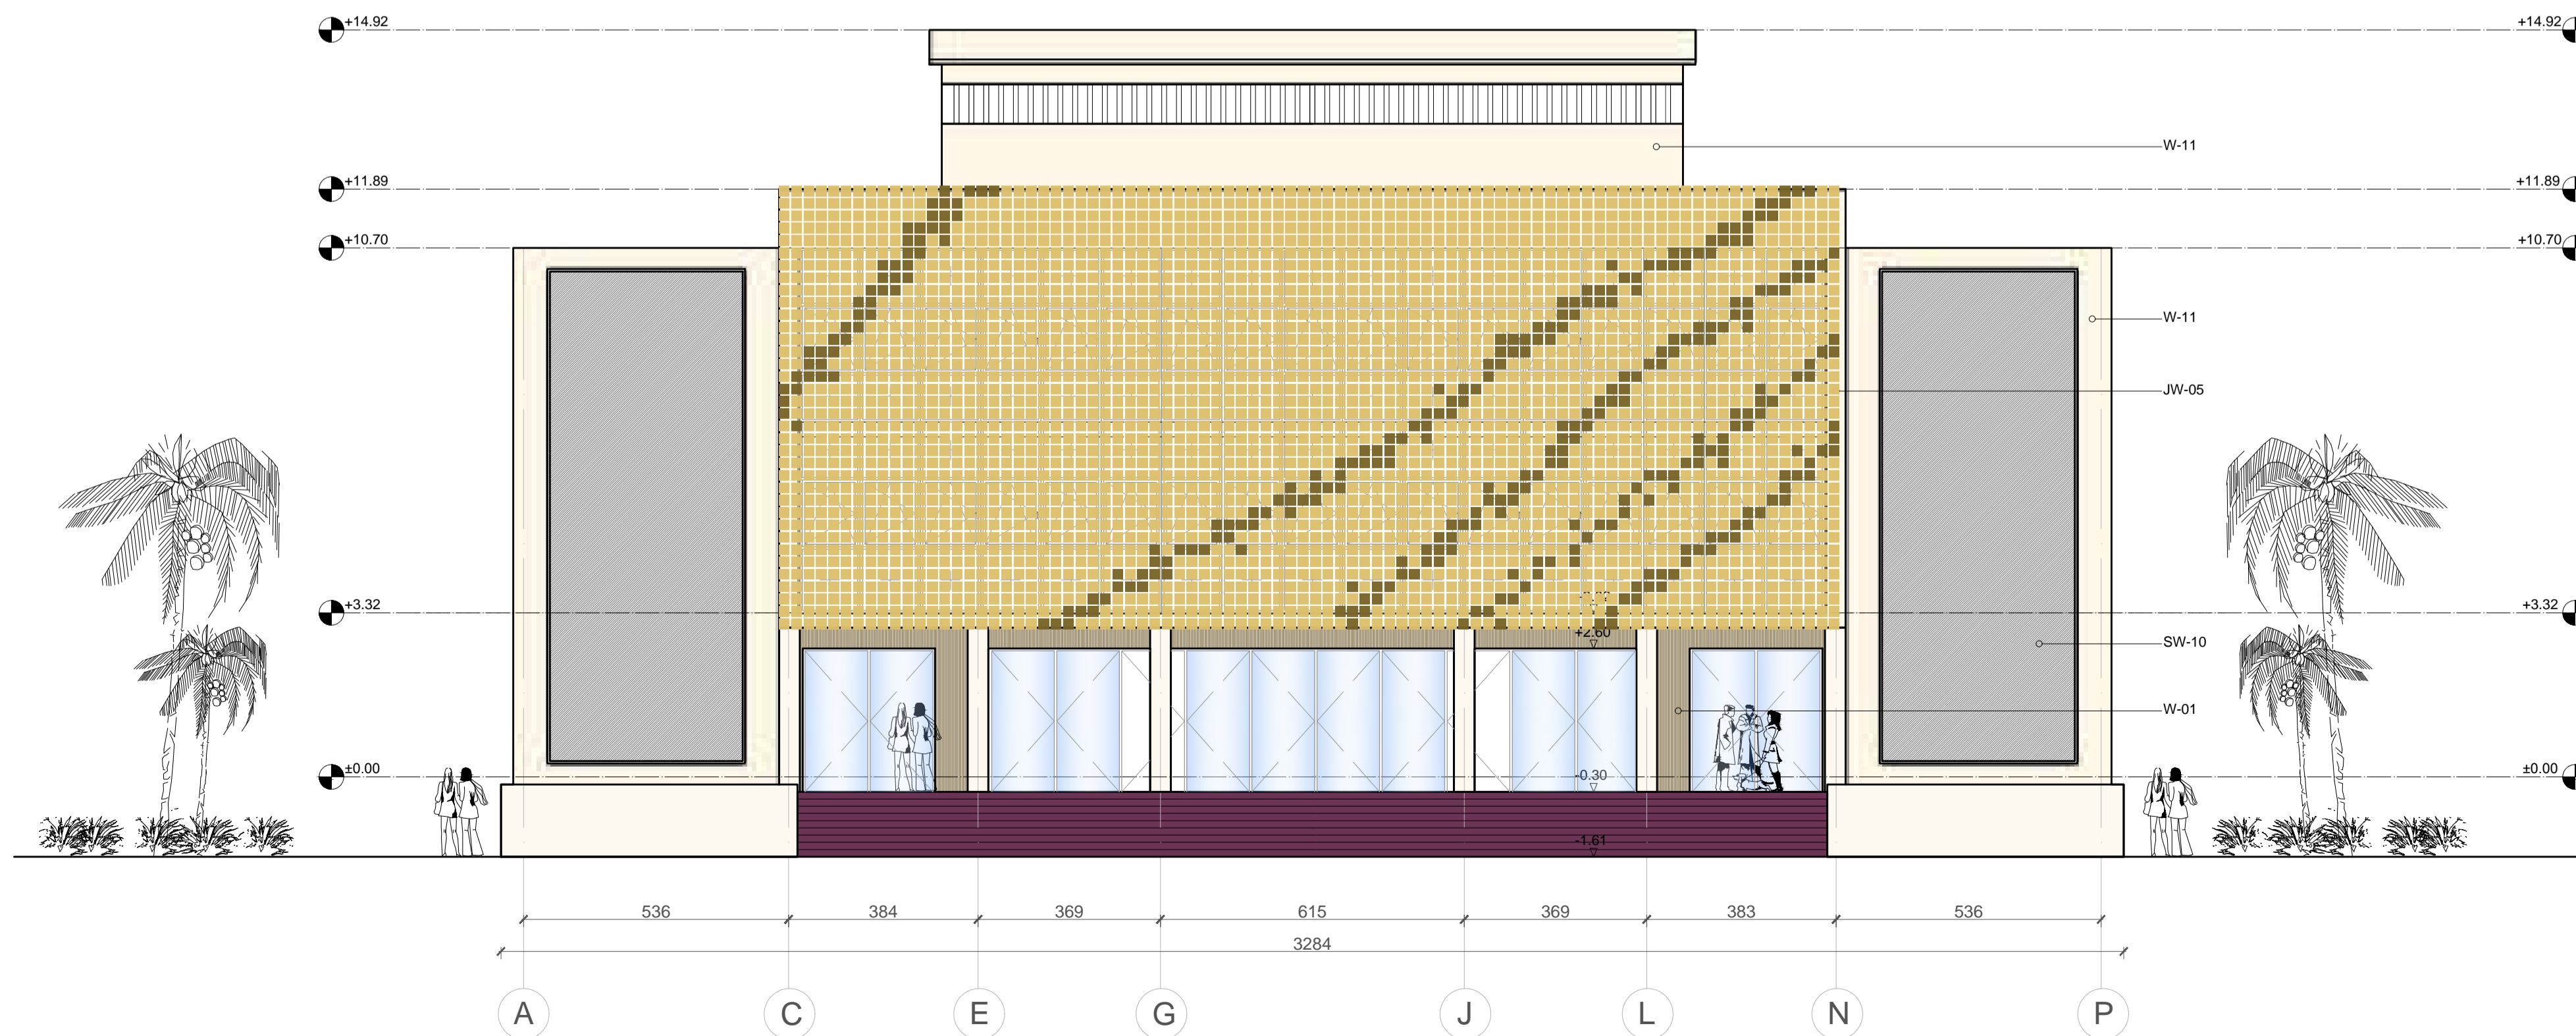 +14.92 +14.92
W-11
+11.89 +11.89
+10.70 +10.70
W-11
JW-05
+3.32 +3.32
+2.60
SW-10
W-01
±0.00 ±0.00
-0.30
-1.61
536 384 369 615 369 383 536
3284
A C E G J L N P